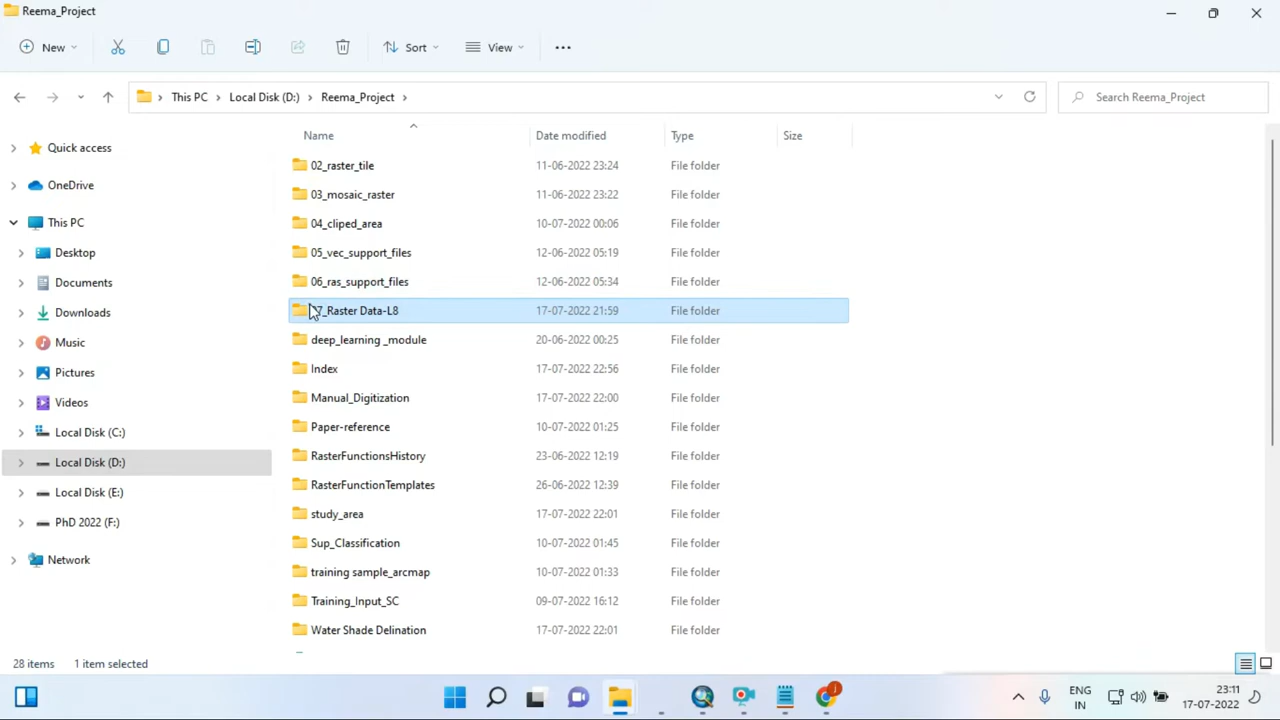 Reema_Project
New
Sort
View
This PC
Local Disk (D:)
Reema_Project
Search Reema_Project
Name
Date modified
Type
Size
Quick access
OneDrive
This PC
Desktop
Documents
Downloads
Music
Pictures
Videos
Local Disk (C:)
Local Disk (D:)
Local Disk (E:)
PhD 2022 (F:)
Network
02_raster_tile 11-06-2022 23:24 File folder
03_mosaic_raster 11-06-2022 23:22 File folder
04_cliped_area 10-07-2022 00:06 File folder
05_vec_support_files 12-06-2022 05:19 File folder
06_ras_support_files 12-06-2022 05:34 File folder
7_Raster Data-L8 17-07-2022 21:59 File folder
deep_learning _module 20-06-2022 00:25 File folder
Index 17-07-2022 22:56 File folder
Manual_Digitization 17-07-2022 22:00 File folder
Paper-reference 10-07-2022 01:25 File folder
RasterFunctionsHistory 23-06-2022 12:19 File folder
RasterFunctionTemplates 26-06-2022 12:39 File folder
study_area 17-07-2022 22:01 File folder
Sup_Classification 10-07-2022 01:45 File folder
training sample_arcmap 10-07-2022 01:33 File folder
Training_Input_SC 09-07-2022 16:12 File folder
Water Shade Delination 17-07-2022 22:01 File folder
28 items 1 item selected
ENG
IN
23:11
17-07-2022